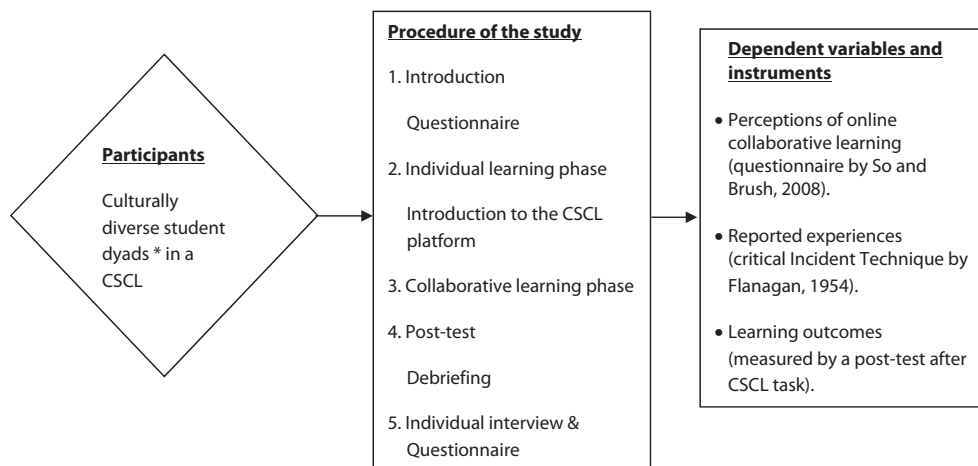 Participants
Culturally
diverse student
dyads * in a
CSCL
Procedure of the study
1. Introduction
Questionnaire
2. Individual learning phase
Introduction to the CSCL
platform
3. Collaborative learning phase
4. Post-test
Debriefing
5. Individual interview &
Questionnaire
Dependent variables and
instruments
• Perceptions of online
collaborative learning
(questionnaire by So and
Brush, 2008).
• Reported experiences
(critical Incident Technique by
Flanagan, 1954).
• Learning outcomes
(measured by a post-test after
CSCL task).